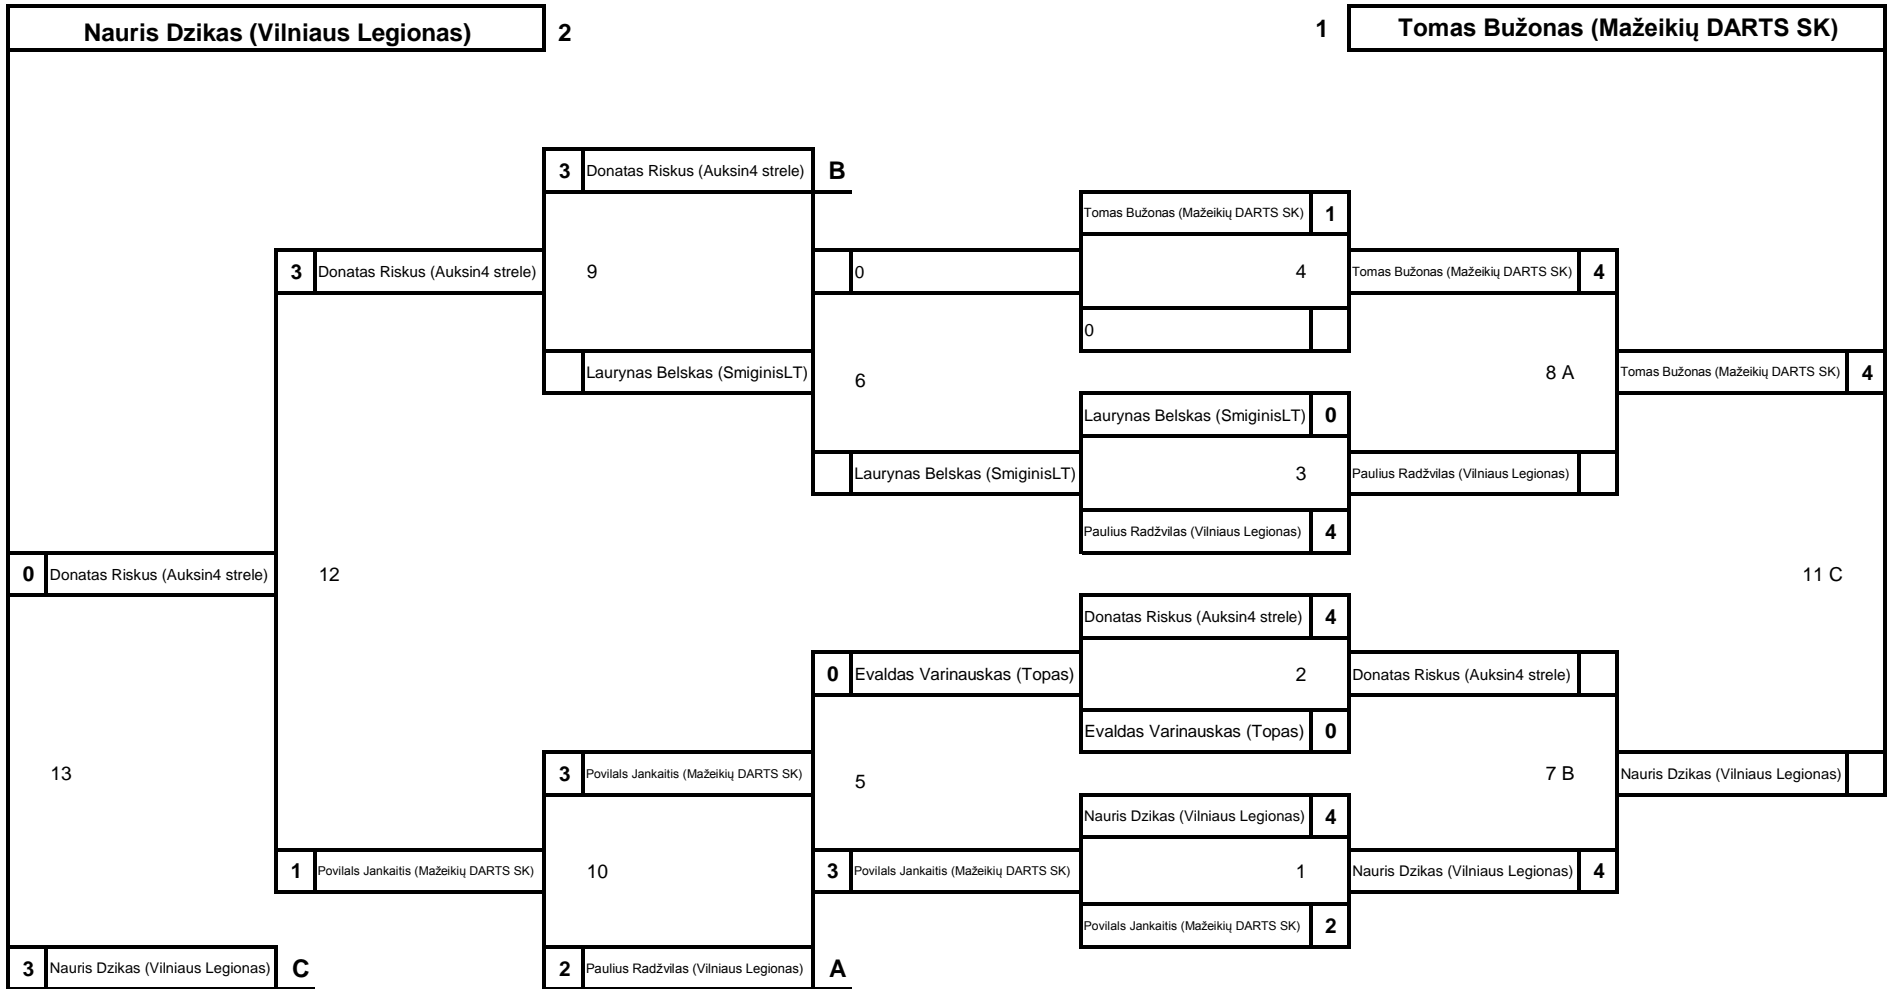 Nauris Dzikas (Vilniaus Legionas) 2 1 Tomas Bužonas (Mažeikių DARTS SK)
3 Donatas Riskus (Auksin4 strele) B
Tomas Bužonas (Mažeikių DARTS SK) 1
3 Donatas Riskus (Auksin4 strele) 9 0 4 Tomas Bužonas (Mažeikių DARTS SK) 4
0
Laurynas Belskas (SmiginisLT) 6 8 A Tomas Bužonas (Mažeikių DARTS SK) 4
Laurynas Belskas (SmiginisLT) 0
Laurynas Belskas (SmiginisLT) 3 Paulius Radžvilas (Vilniaus Legionas)
Paulius Radžvilas (Vilniaus Legionas) 4
0 Donatas Riskus (Auksin4 strele) 12 11 C
Donatas Riskus (Auksin4 strele) 4
0 Evaldas Varinauskas (Topas) 2 Donatas Riskus (Auksin4 strele)
Evaldas Varinauskas (Topas) 0
13 3 Povilals Jankaitis (Mažeikių DARTS SK) 5 7 B Nauris Dzikas (Vilniaus Legionas)
Nauris Dzikas (Vilniaus Legionas) 4
1 Povilals Jankaitis (Mažeikių DARTS SK) 10 3 Povilals Jankaitis (Mažeikių DARTS SK) 1 Nauris Dzikas (Vilniaus Legionas) 4
Povilals Jankaitis (Mažeikių DARTS SK) 2
3 Nauris Dzikas (Vilniaus Legionas) C 2 Paulius Radžvilas (Vilniaus Legionas) A